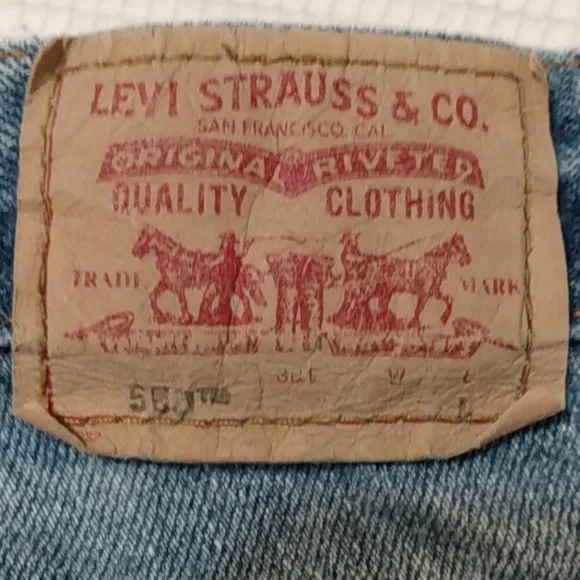 LEVI STRAUSS & CO.
SAN FRANCISCO, CAL.
ORIGINAL RIVETED
QUALITY CLOTHING
TRADE MARK
W L